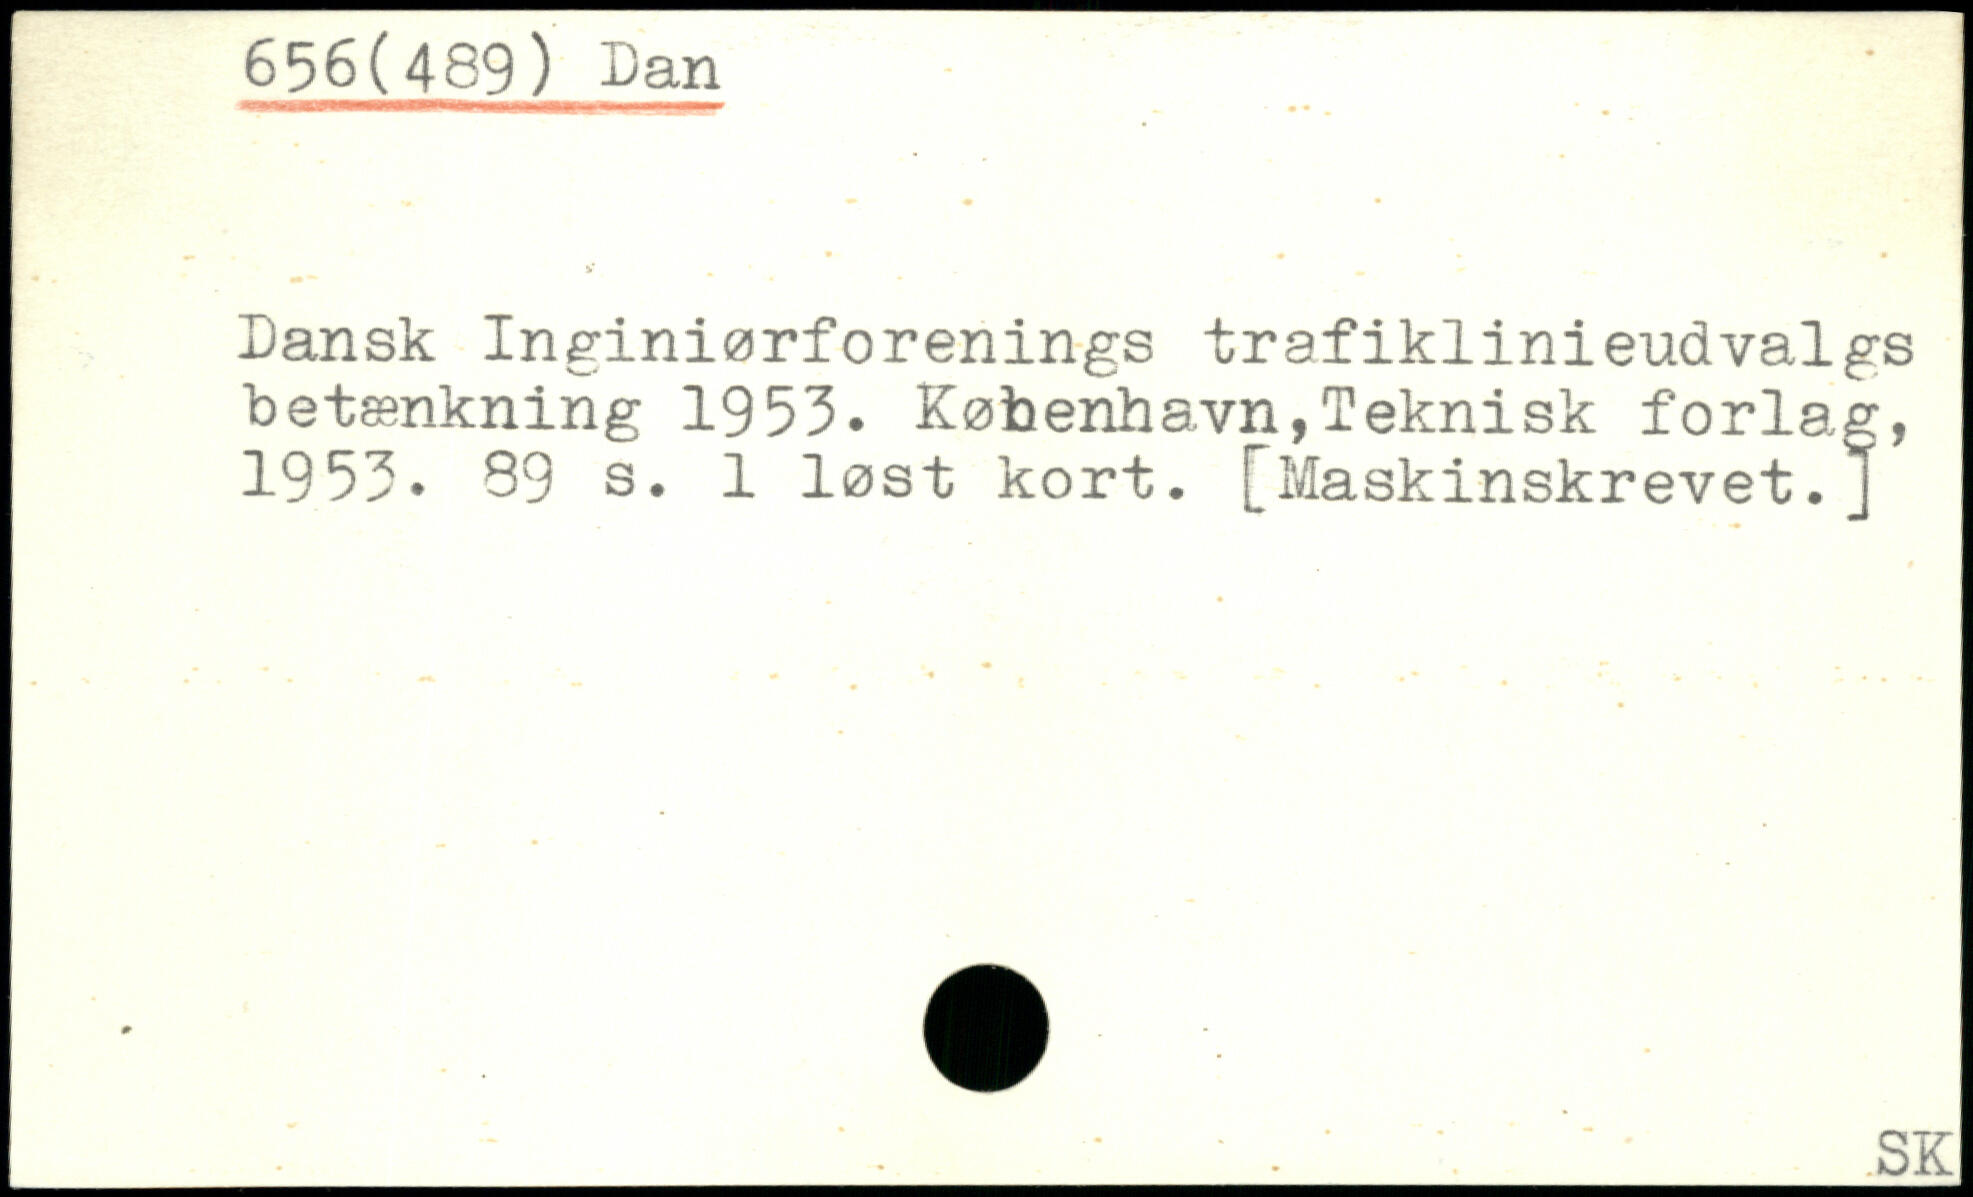 656(489) Dan
Dansk Inginiørforenings trafiklinieudvalgs
betænkning 1953. København,Teknisk forlag,
1953. 89 s. 1 løst kort. [Maskinskrevet.]
SK